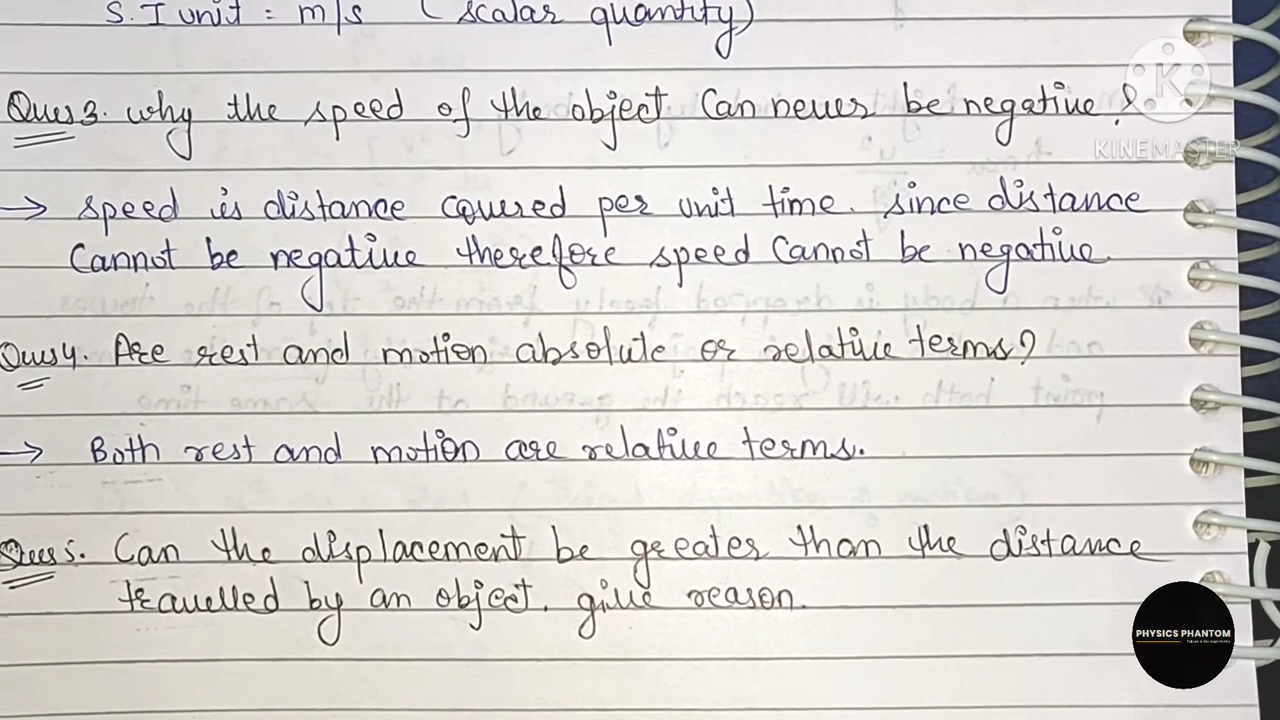 S.I unit = m/s (scalar quantity)
Ques 3. why the speed of the object can never be negative?
KINEMASTER
→ speed is distance covered per unit time. since distance
cannot be negative therefore speed cannot be negative
Ques 4. Are rest and motion absolute or relative terms?
→ Both rest and motion are relative terms.
Ques 5. Can the displacement be greater than the distance
travelled by an object. give reason.
PHYSICS PHANTOM